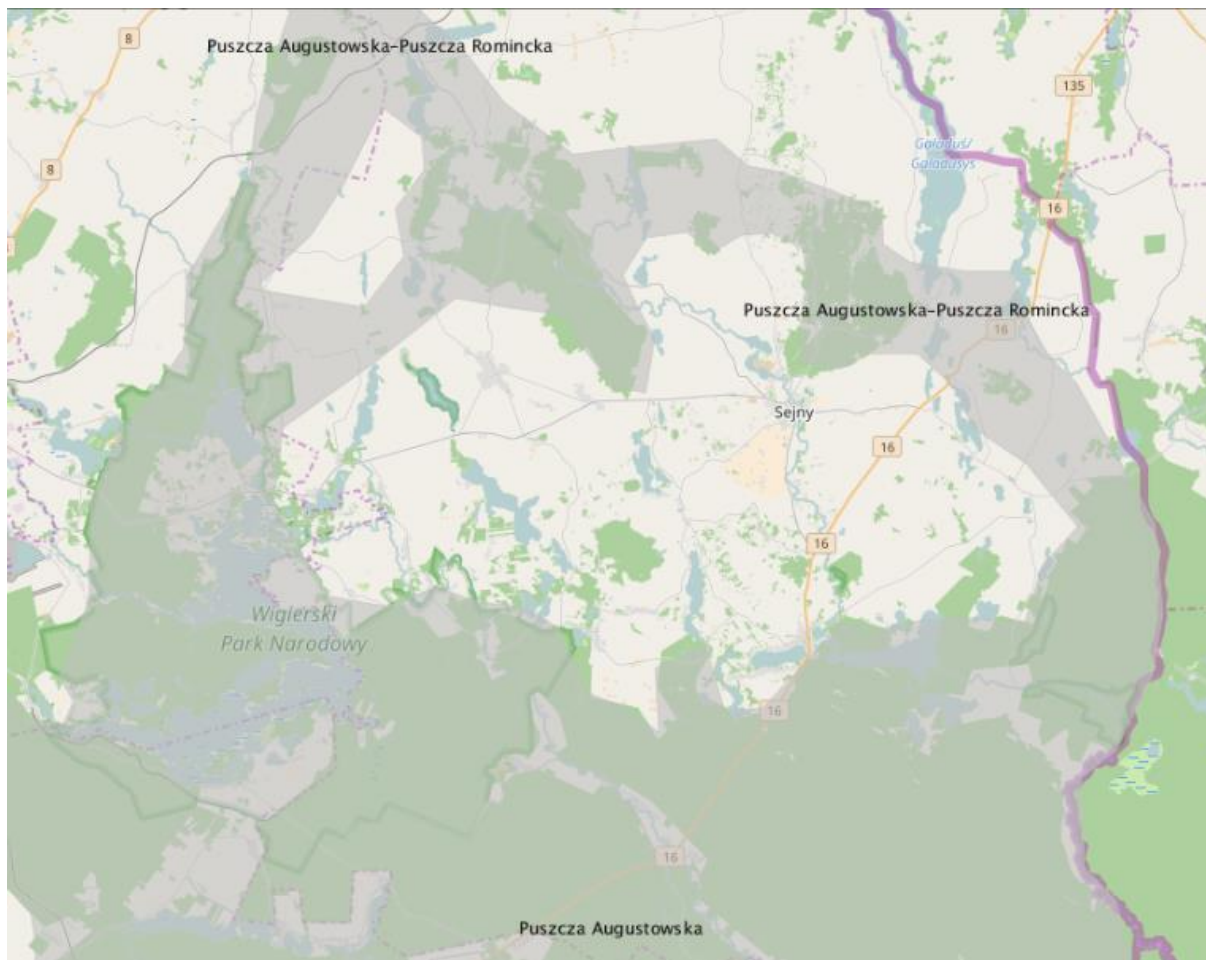 8
Puszcza Augustowska-Puszcza Romincka
135
8
Gaładuś/
Galadusys
16
Puszcza Augustowska-Puszcza Romincka
16
Sejny
16
16
Wigierski
Park Narodowy
16
16
Puszcza Augustowska